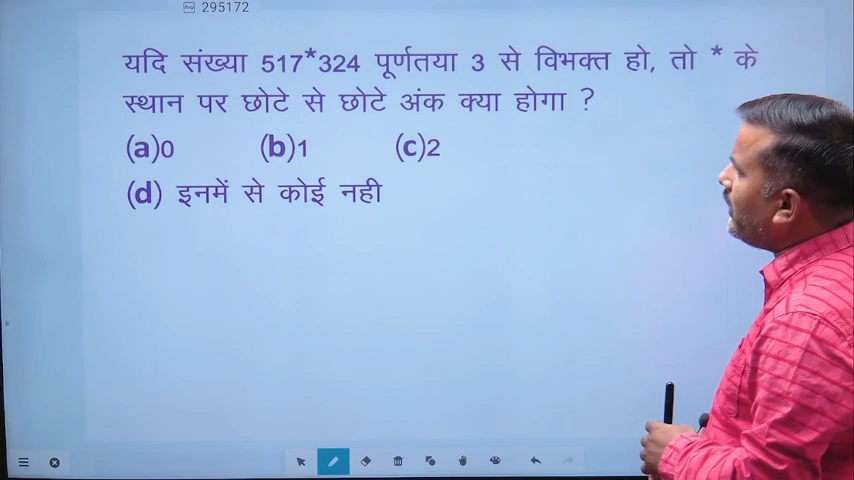 295172
यदि संख्या 517*324 पूर्णतया 3 से विभक्त हो, तो * के
स्थान पर छोटे से छोटे अंक क्या होगा ?
(a)0 (b)1 (c)2
(d) इनमें से कोई नही